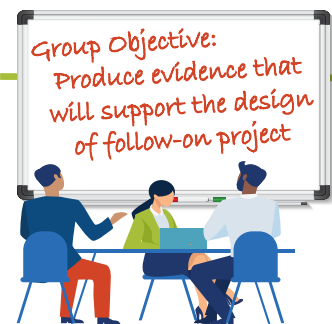 Group Objective:
Produce evidence that
will support the design
of follow-on project